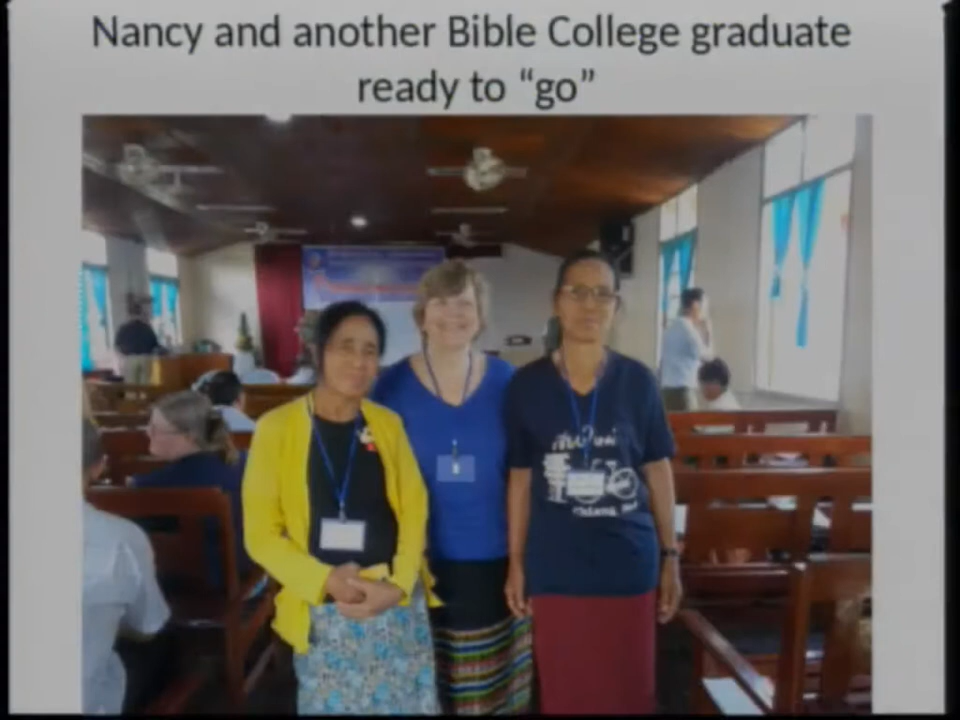 Nancy and another Bible College graduate
ready to “go”